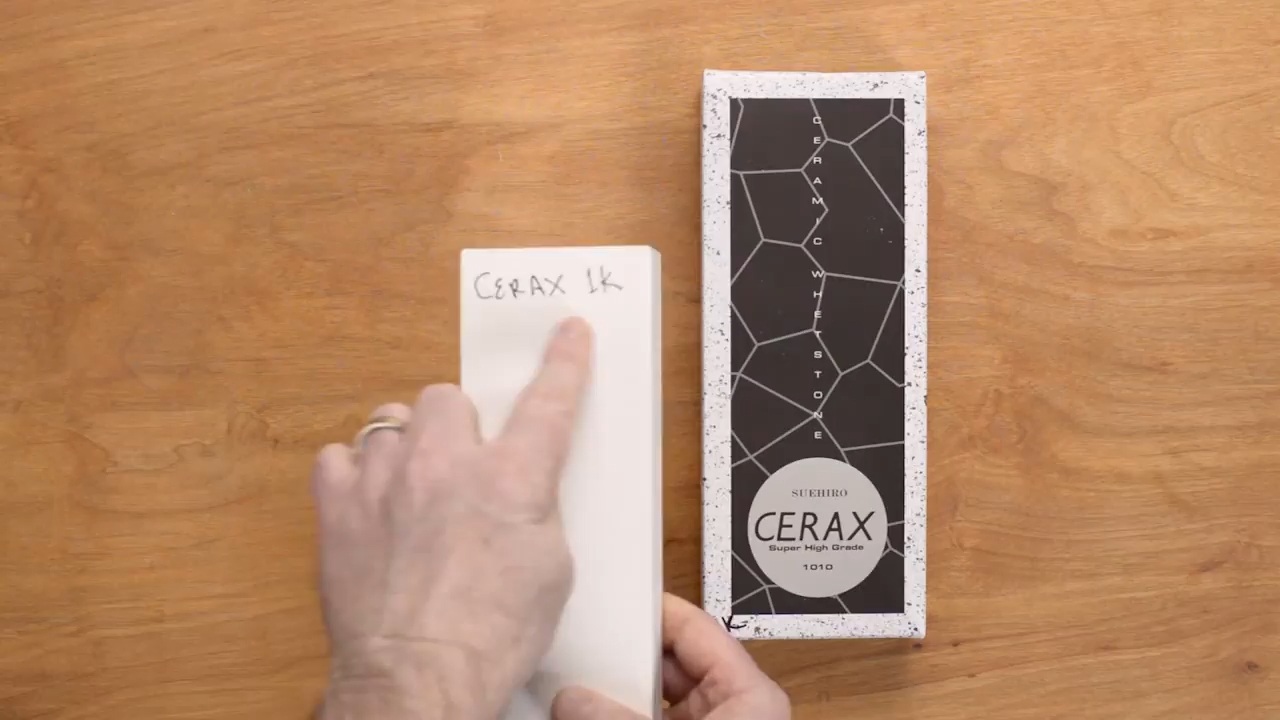 CERAX 1K
CERAMIC WHETSTONE
SUEHIRO
CERAX
Super High Grade
1010
K